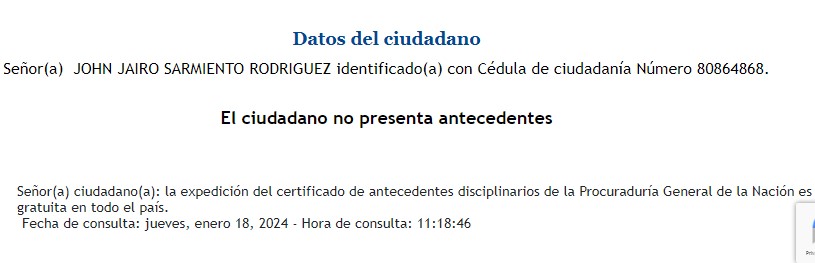 Datos del ciudadano
Señor(a) JOHN JAIRO SARMIENTO RODRIGUEZ identificado(a) con Cédula de ciudadanía Número 80864868.
El ciudadano no presenta antecedentes
Señor(a) ciudadano(a): la expedición del certificado de antecedentes disciplinarios de la Procuraduría General de la Nación es
gratuita en todo el país.
Fecha de consulta: jueves, enero 18, 2024 - Hora de consulta: 11:18:46